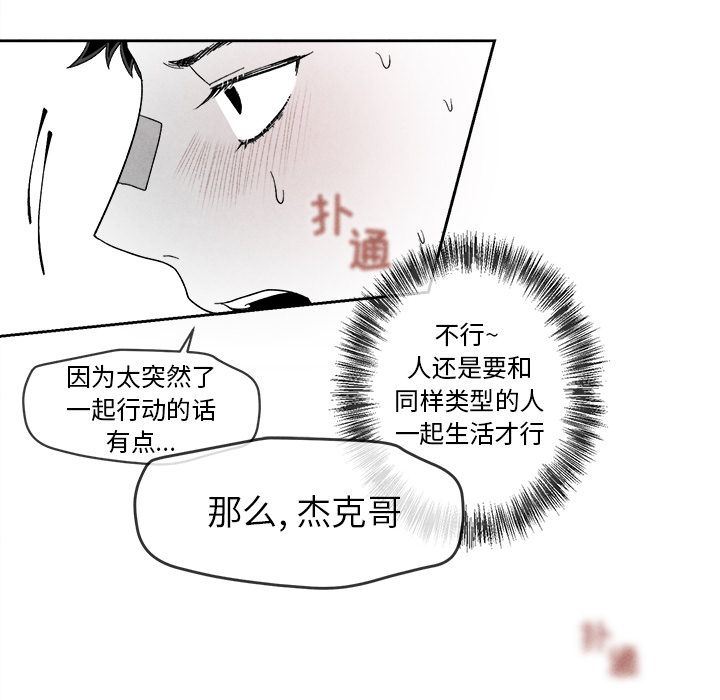 扑通
不行~
人还是要和
同样类型的人
一起生活才行
因为太突然了
一起行动的话
有点...
那么,杰克哥
扑通